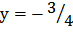 y = − 3/4